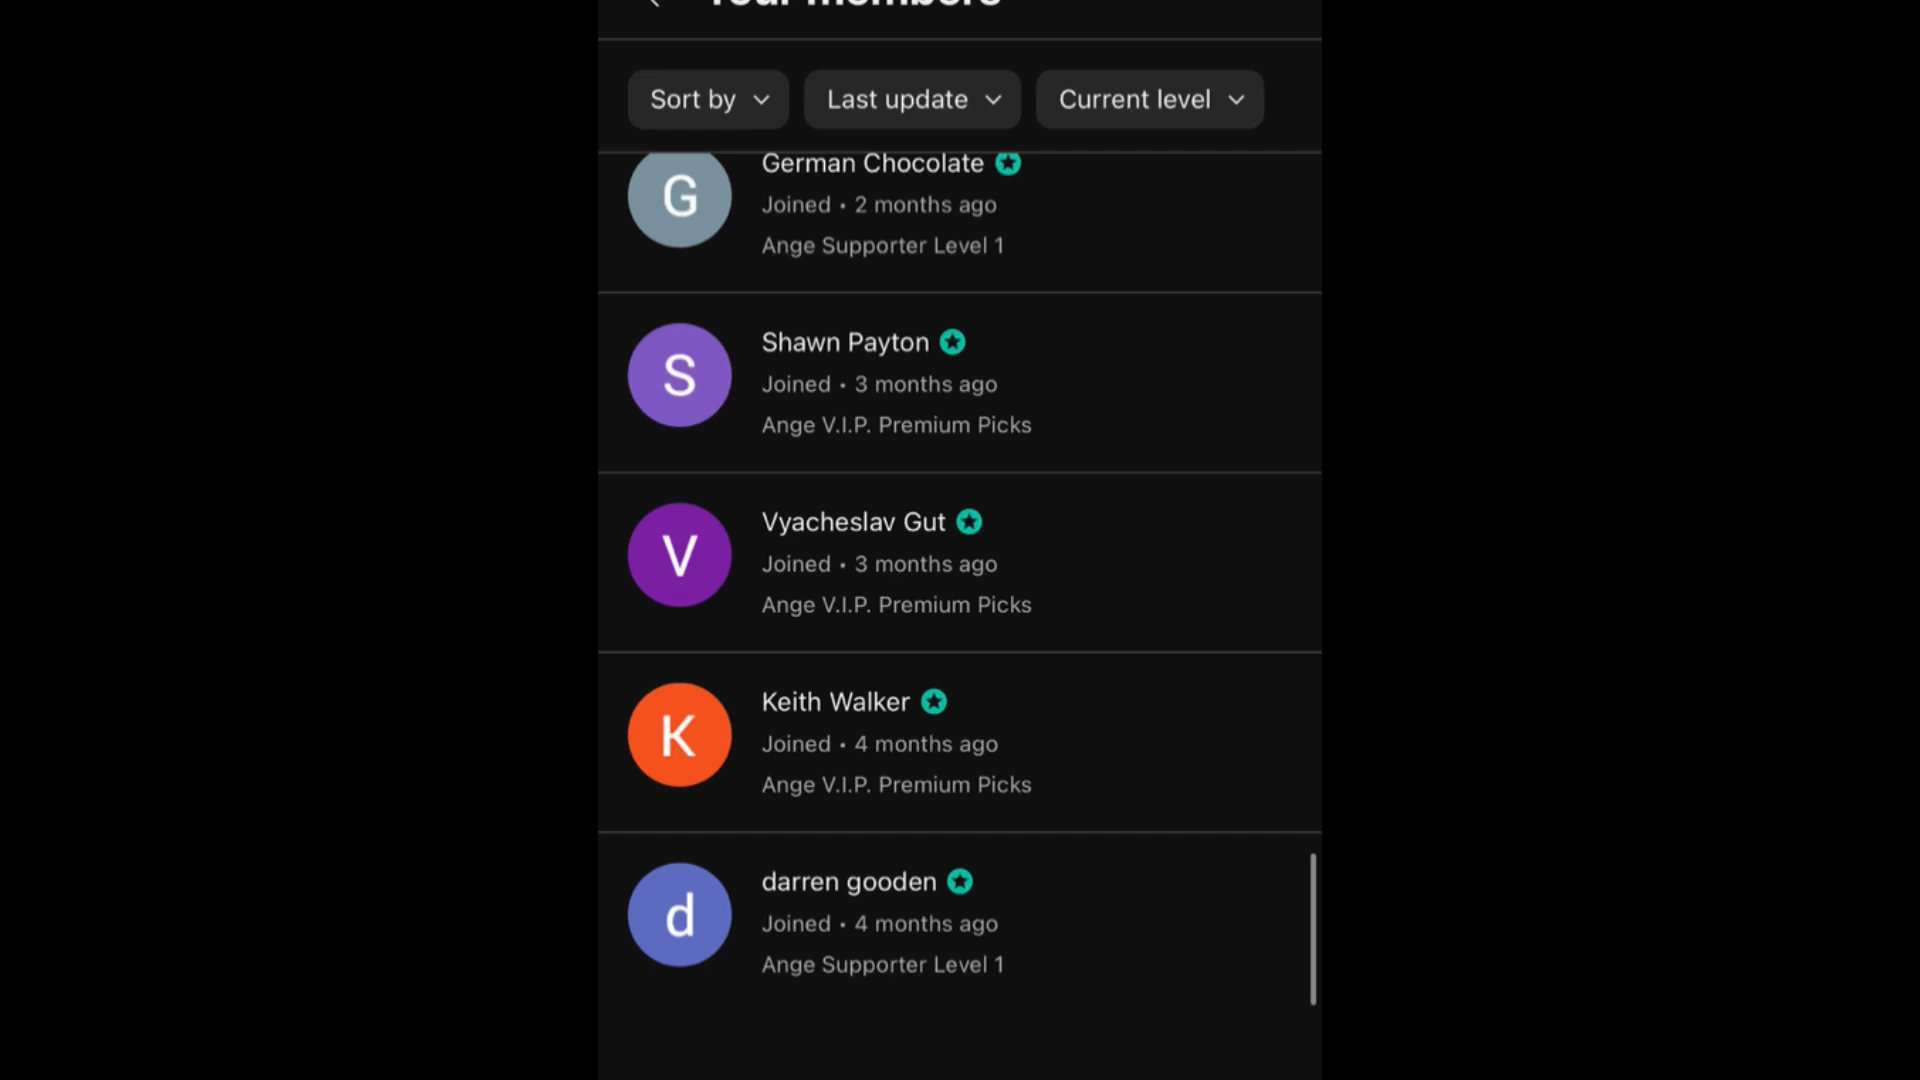 Your members
Sort by
Last update
Current level
G
German Chocolate
Joined • 2 months ago
Ange Supporter Level 1
S
Shawn Payton
Joined • 3 months ago
Ange V.I.P. Premium Picks
V
Vyacheslav Gut
Joined • 3 months ago
Ange V.I.P. Premium Picks
K
Keith Walker
Joined • 4 months ago
Ange V.I.P. Premium Picks
d
darren gooden
Joined • 4 months ago
Ange Supporter Level 1